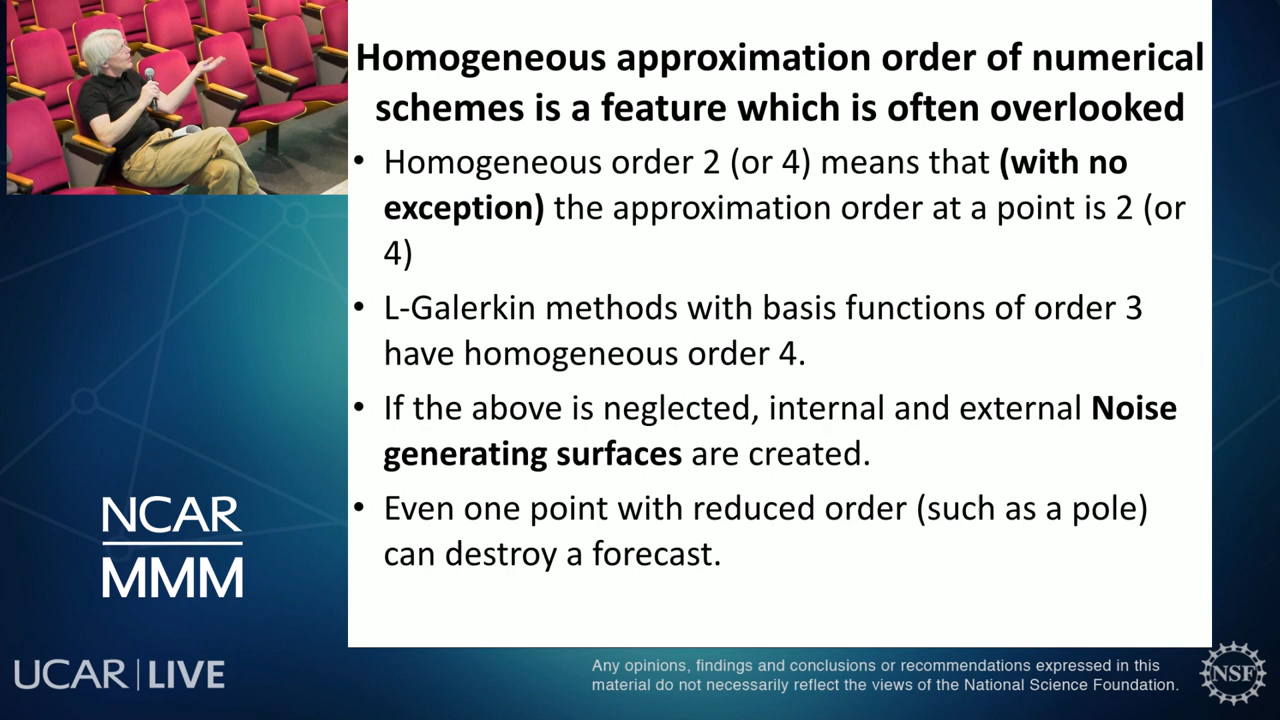 Homogeneous approximation order of numerical
schemes is a feature which is often overlooked
• Homogeneous order 2 (or 4) means that (with no
exception) the approximation order at a point is 2 (or
4)
• L-Galerkin methods with basis functions of order 3
have homogeneous order 4.
• If the above is neglected, internal and external Noise
generating surfaces are created.
• Even one point with reduced order (such as a pole)
can destroy a forecast.
NCAR
MMM
UCAR | LIVE
Any opinions, findings and conclusions or recommendations expressed in this
material do not necessarily reflect the views of the National Science Foundation.
NSF